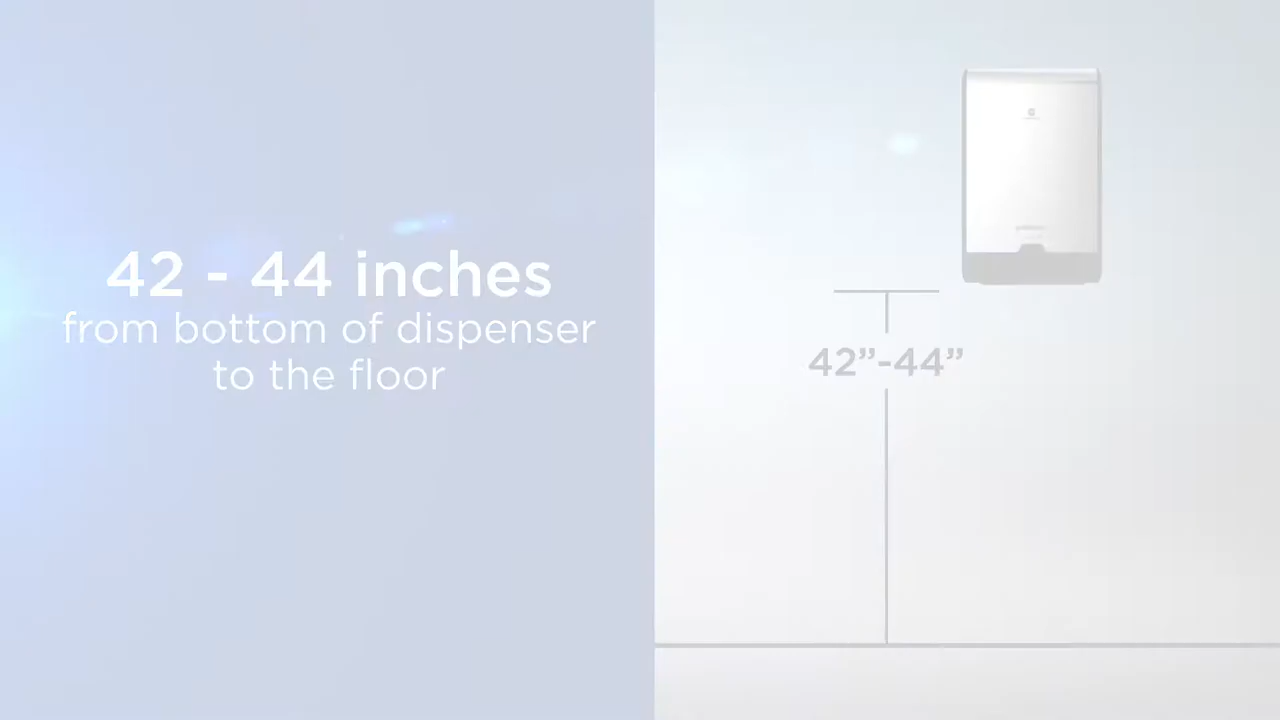 42 - 44 inches
from bottom of dispenser
to the floor
42”-44”